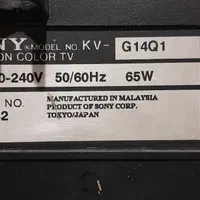 NY® MODEL NO. KV- G14Q1
ON COLOR TV
0-240V 50/60Hz 65W
MANUFACTURED IN MALAYSIA
NO. PRODUCT OF SONY CORP.
2 TOKYO/JAPAN